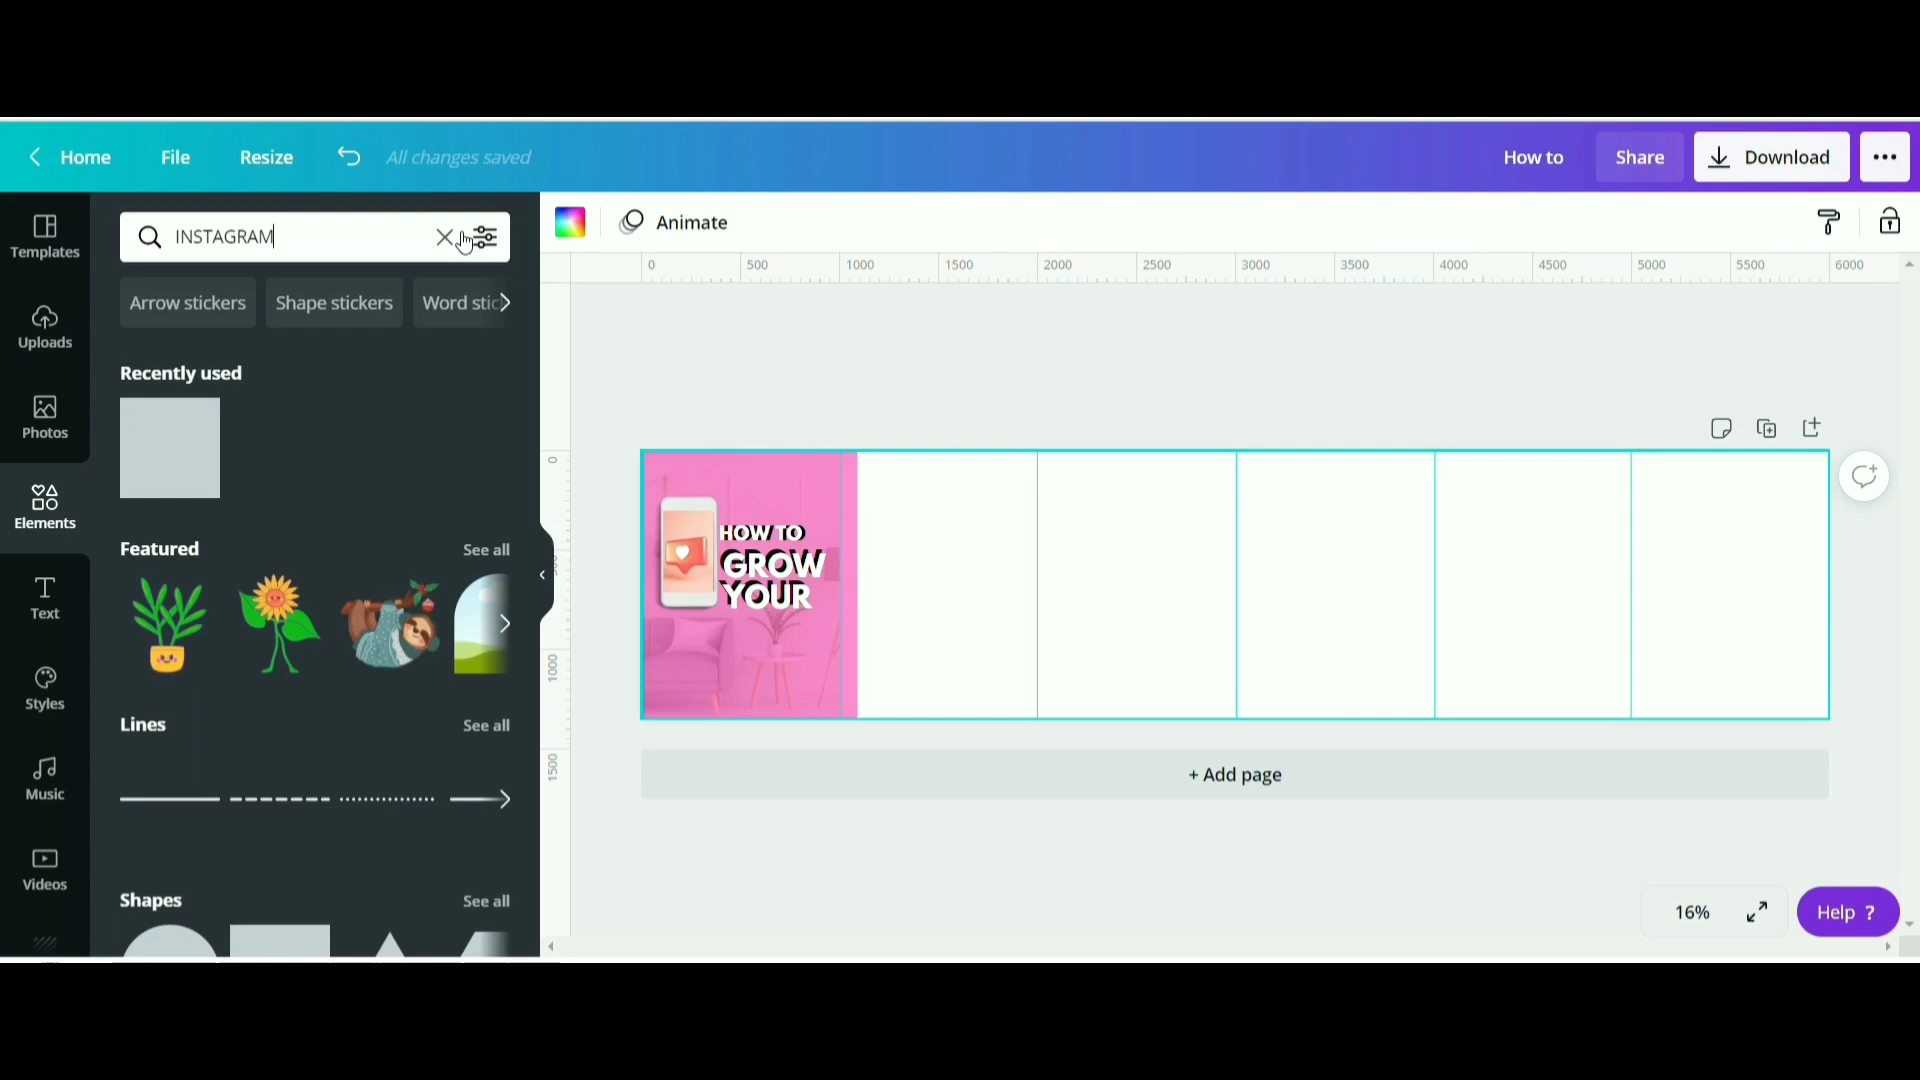 Home
File
Resize
All changes saved
How to
Share
Download
Templates
Uploads
Photos
Elements
Text
Styles
Music
Videos
INSTAGRAM
Arrow stickers
Shape stickers
Word stic
Recently used
Featured
See all
Lines
See all
Shapes
See all
Animate
0 500 1000 1500 2000 2500 3000 3500 4000 4500 5000 5500 6000
0
1000
1500
HOW TO
GROW
YOUR
+ Add page
16%
Help ?